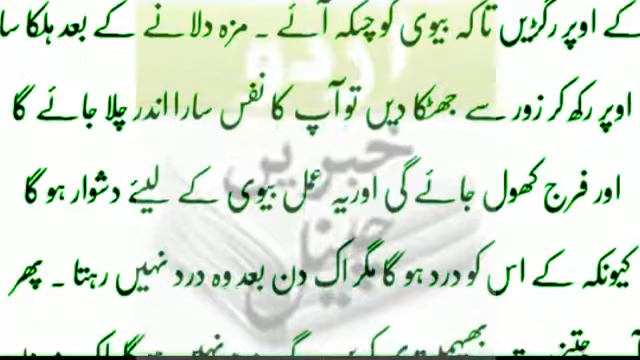 کے اوپر رگڑیں تاکہ بیوی کو چسکہ آئے ۔ مزہ دلانے کے بعد ہلکا سا
اوپر رکھ کر زور سے جھٹکا دیں تو آپ کا نفس سارا اندر چلا جائے گا
اور فرج کھول جائے گی اور یہ عمل بیوی کے لیئے دشوار ہو گا
کیونکہ کے اس کو درد ہو گا مگر اک دن بعد وہ درد نہیں رہتا ۔ پھر
اردو
خبریں
چینل